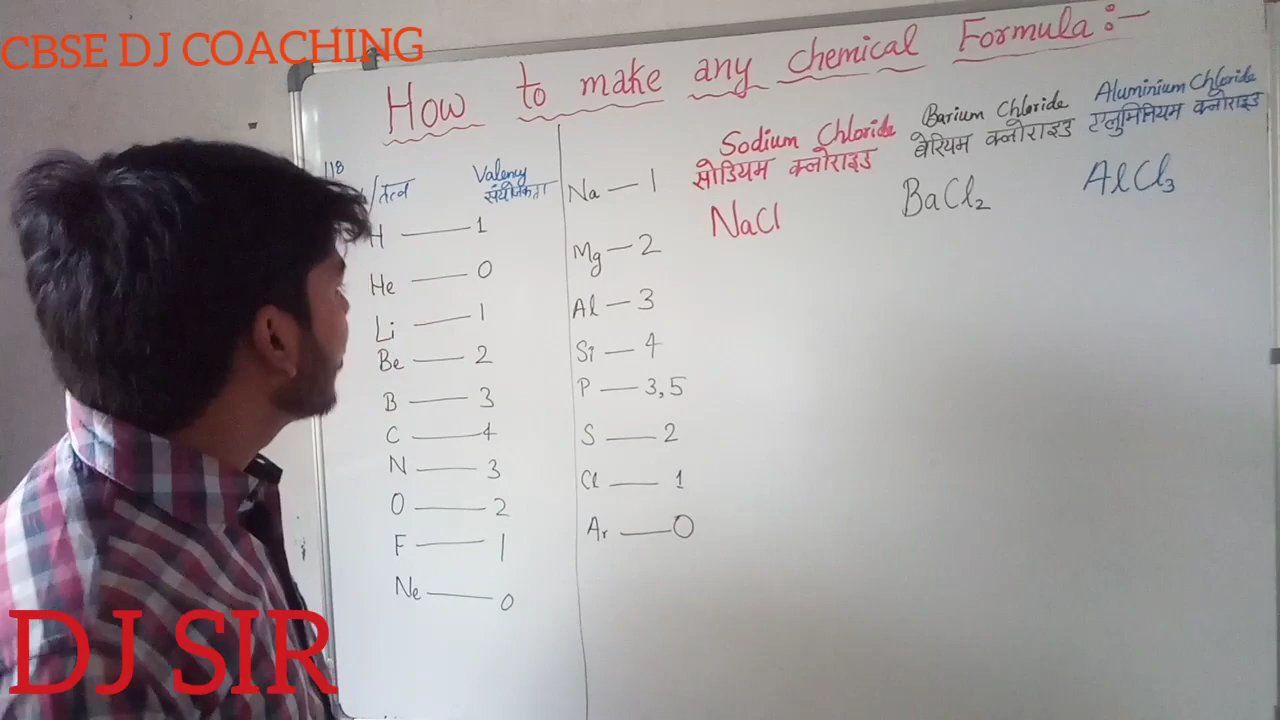 CBSE DJ COACHING
How to make any chemical Formula:-
118
/तत्व Valency
संयोजकता
H — 1
He — 0
Li — 1
Be — 2
B — 3
C — 4
N — 3
O — 2
F — 1
Ne — 0
Na — 1
Mg — 2
Al — 3
Si — 4
P — 3,5
S — 2
Cl — 1
Ar — 0
Sodium Chloride
सोडियम क्लोराइड
NaCl
Barium Chloride
बेरियम क्लोराइड
BaCl₂
Aluminium Chloride
एलुमिनियम क्लोराइड
AlCl₃
DJ SIR